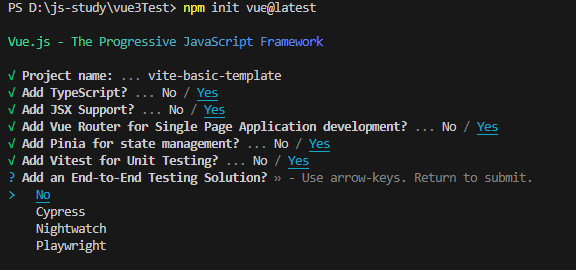 PS D:\js-study\vue3Test> npm init vue@latest
Vue.js - The Progressive JavaScript Framework
√ Project name: ... vite-basic-template
√ Add TypeScript? ... No / Yes
√ Add JSX Support? ... No / Yes
√ Add Vue Router for Single Page Application development? ... No / Yes
√ Add Pinia for state management? ... No / Yes
√ Add Vitest for Unit Testing? ... No / Yes
? Add an End-to-End Testing Solution? » - Use arrow-keys. Return to submit.
> No
Cypress
Nightwatch
Playwright